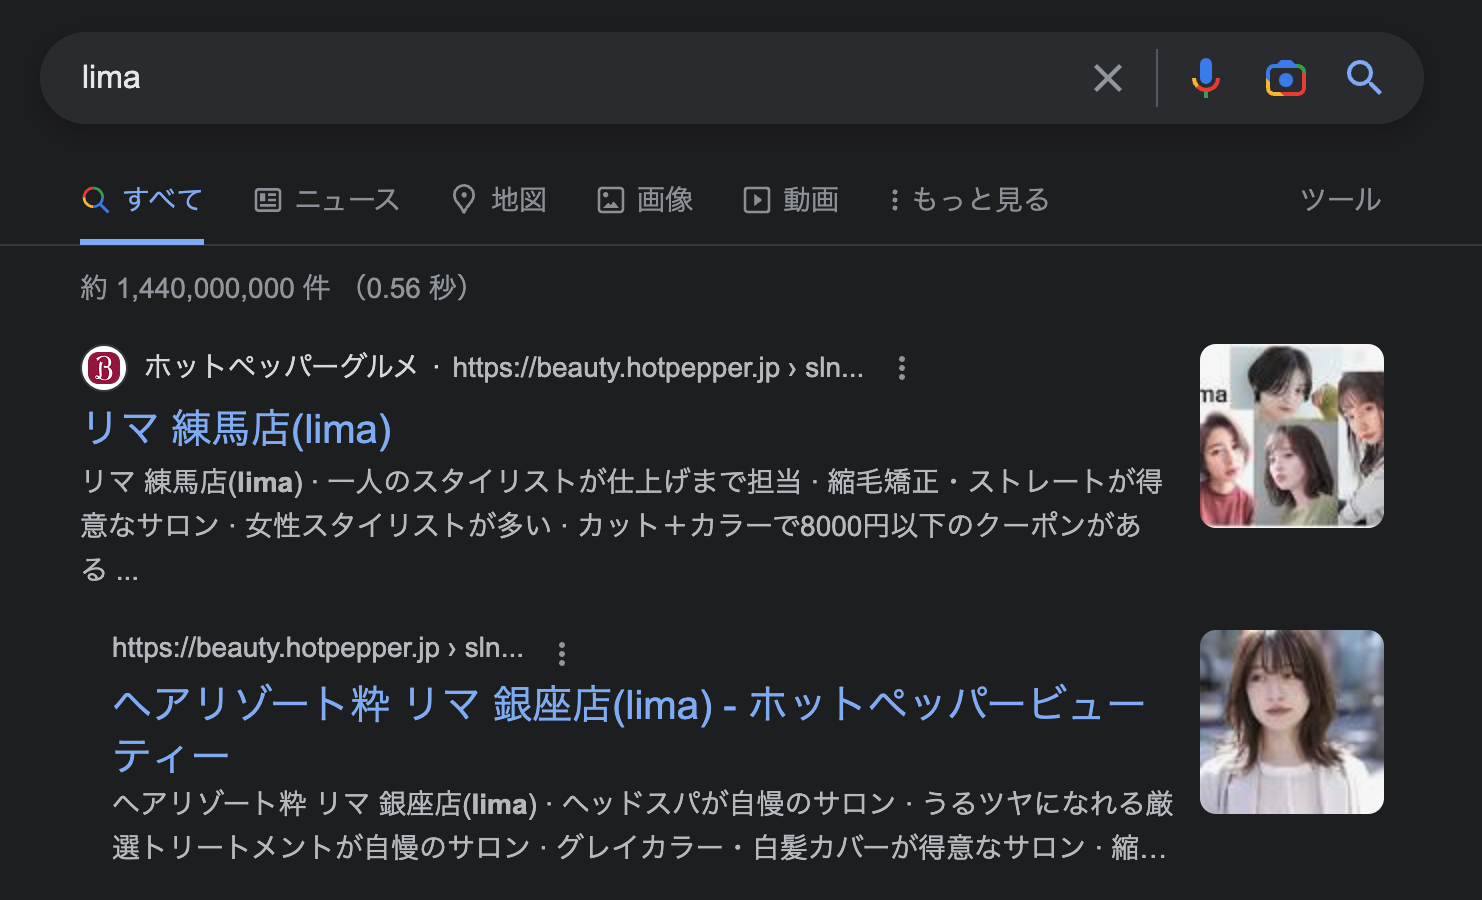 lima
すべて ニュース 地図 画像 動画 もっと見る ツール
約 1,440,000,000 件 （0.56 秒）
ホットペッパーグルメ · https://beauty.hotpepper.jp › sln...
リマ 練馬店(lima)
リマ 練馬店(lima) · 一人のスタイリストが仕上げまで担当 · 縮毛矯正・ストレートが得
意なサロン · 女性スタイリストが多い · カット＋カラーで8000円以下のクーポンがあ
る ...
ma
https://beauty.hotpepper.jp › sln...
ヘアリゾート粋 リマ 銀座店(lima) - ホットペッパービュー
ティー
ヘアリゾート粋 リマ 銀座店(lima) · ヘッドスパが自慢のサロン · うるツヤになれる厳
選トリートメントが自慢のサロン · グレイカラー・白髪カバーが得意なサロン · 縮...